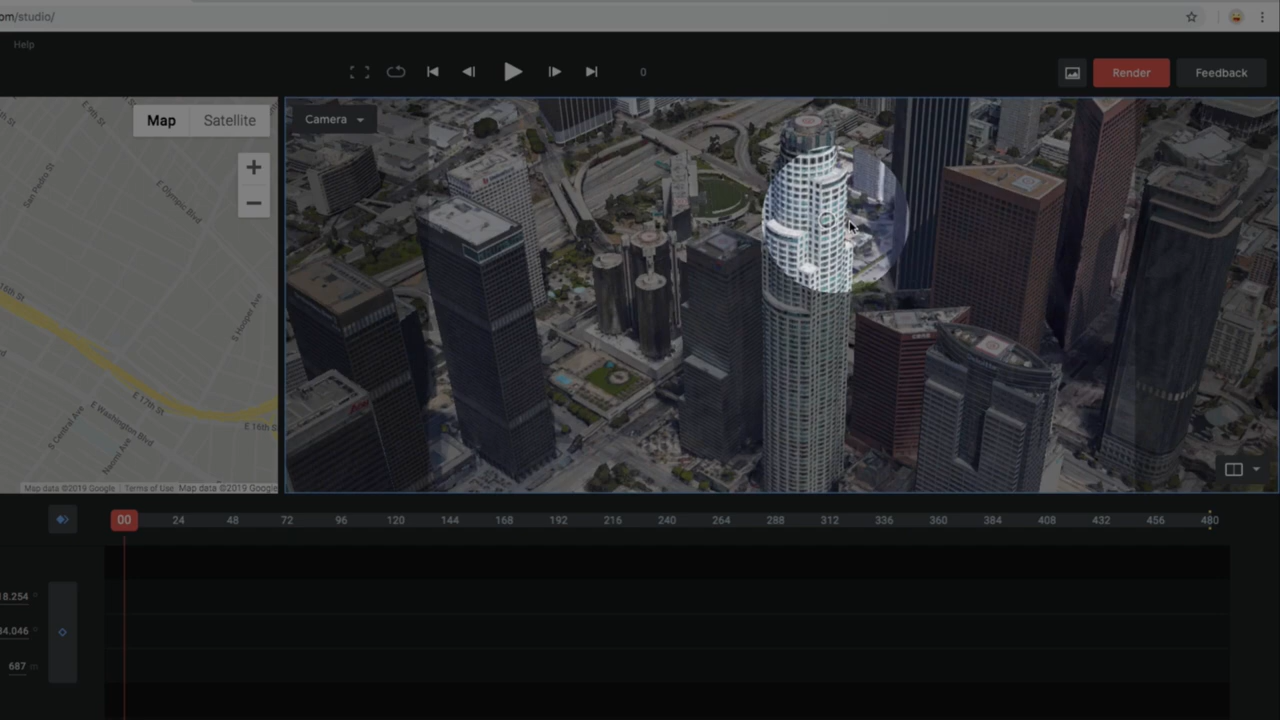 om/studio/
Help
0
Render
Feedback
Map
Satellite
Camera
E 9th St
San Pedro St
E Olympic Blvd
16th St
S Hooper Ave
E 17th St
E 16th S
S Central Ave
E Washington Blvd
Naomi Ave
Map data ©2019 Google
Terms of Use
Map data ©2019 Google
00 24 48 72 96 120 144 168 192 216 240 264 288 312 336 360 384 408 432 456 480
18.254 °
34.046 °
687 m